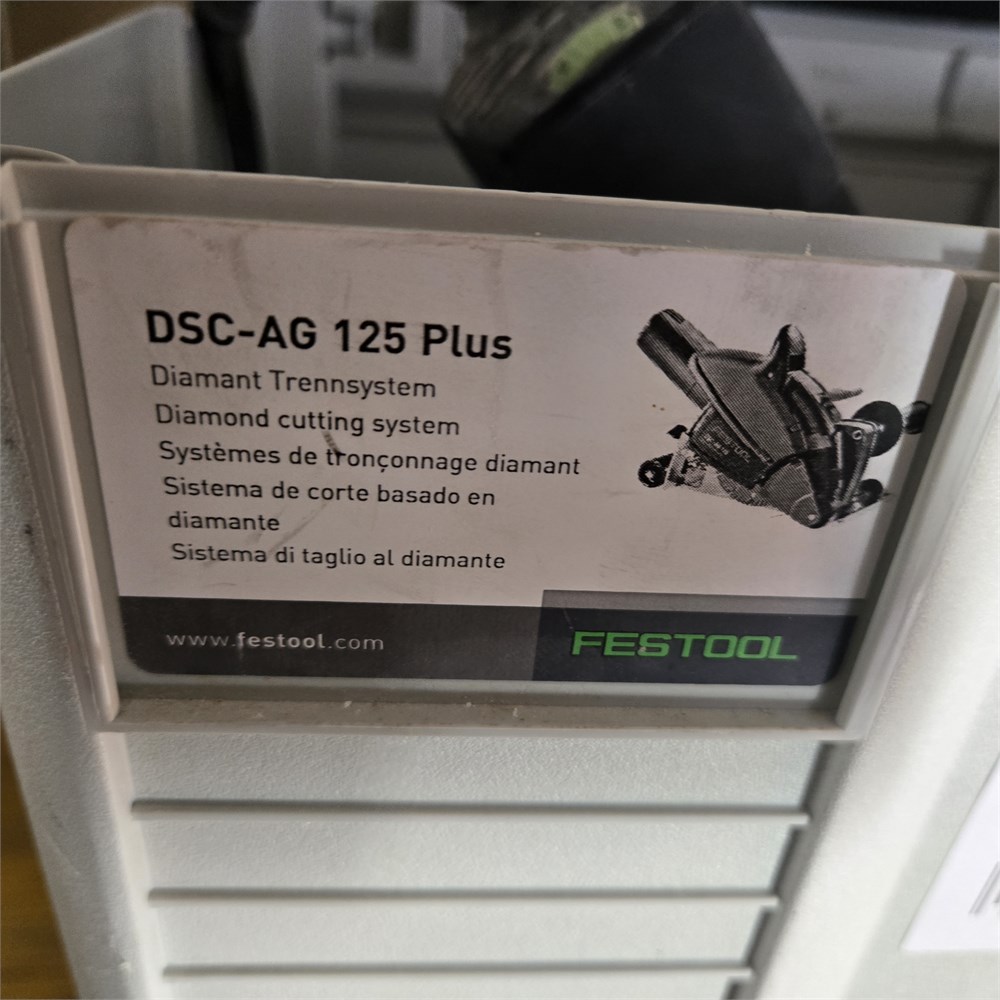 DSC-AG 125 Plus
Diamant Trennsystem
Diamond cutting system
Systèmes de tronçonnage diamant
Sistema de corte basado en
diamante
Sistema di taglio al diamante
www.festool.com
FESTOOL
FESTOOL